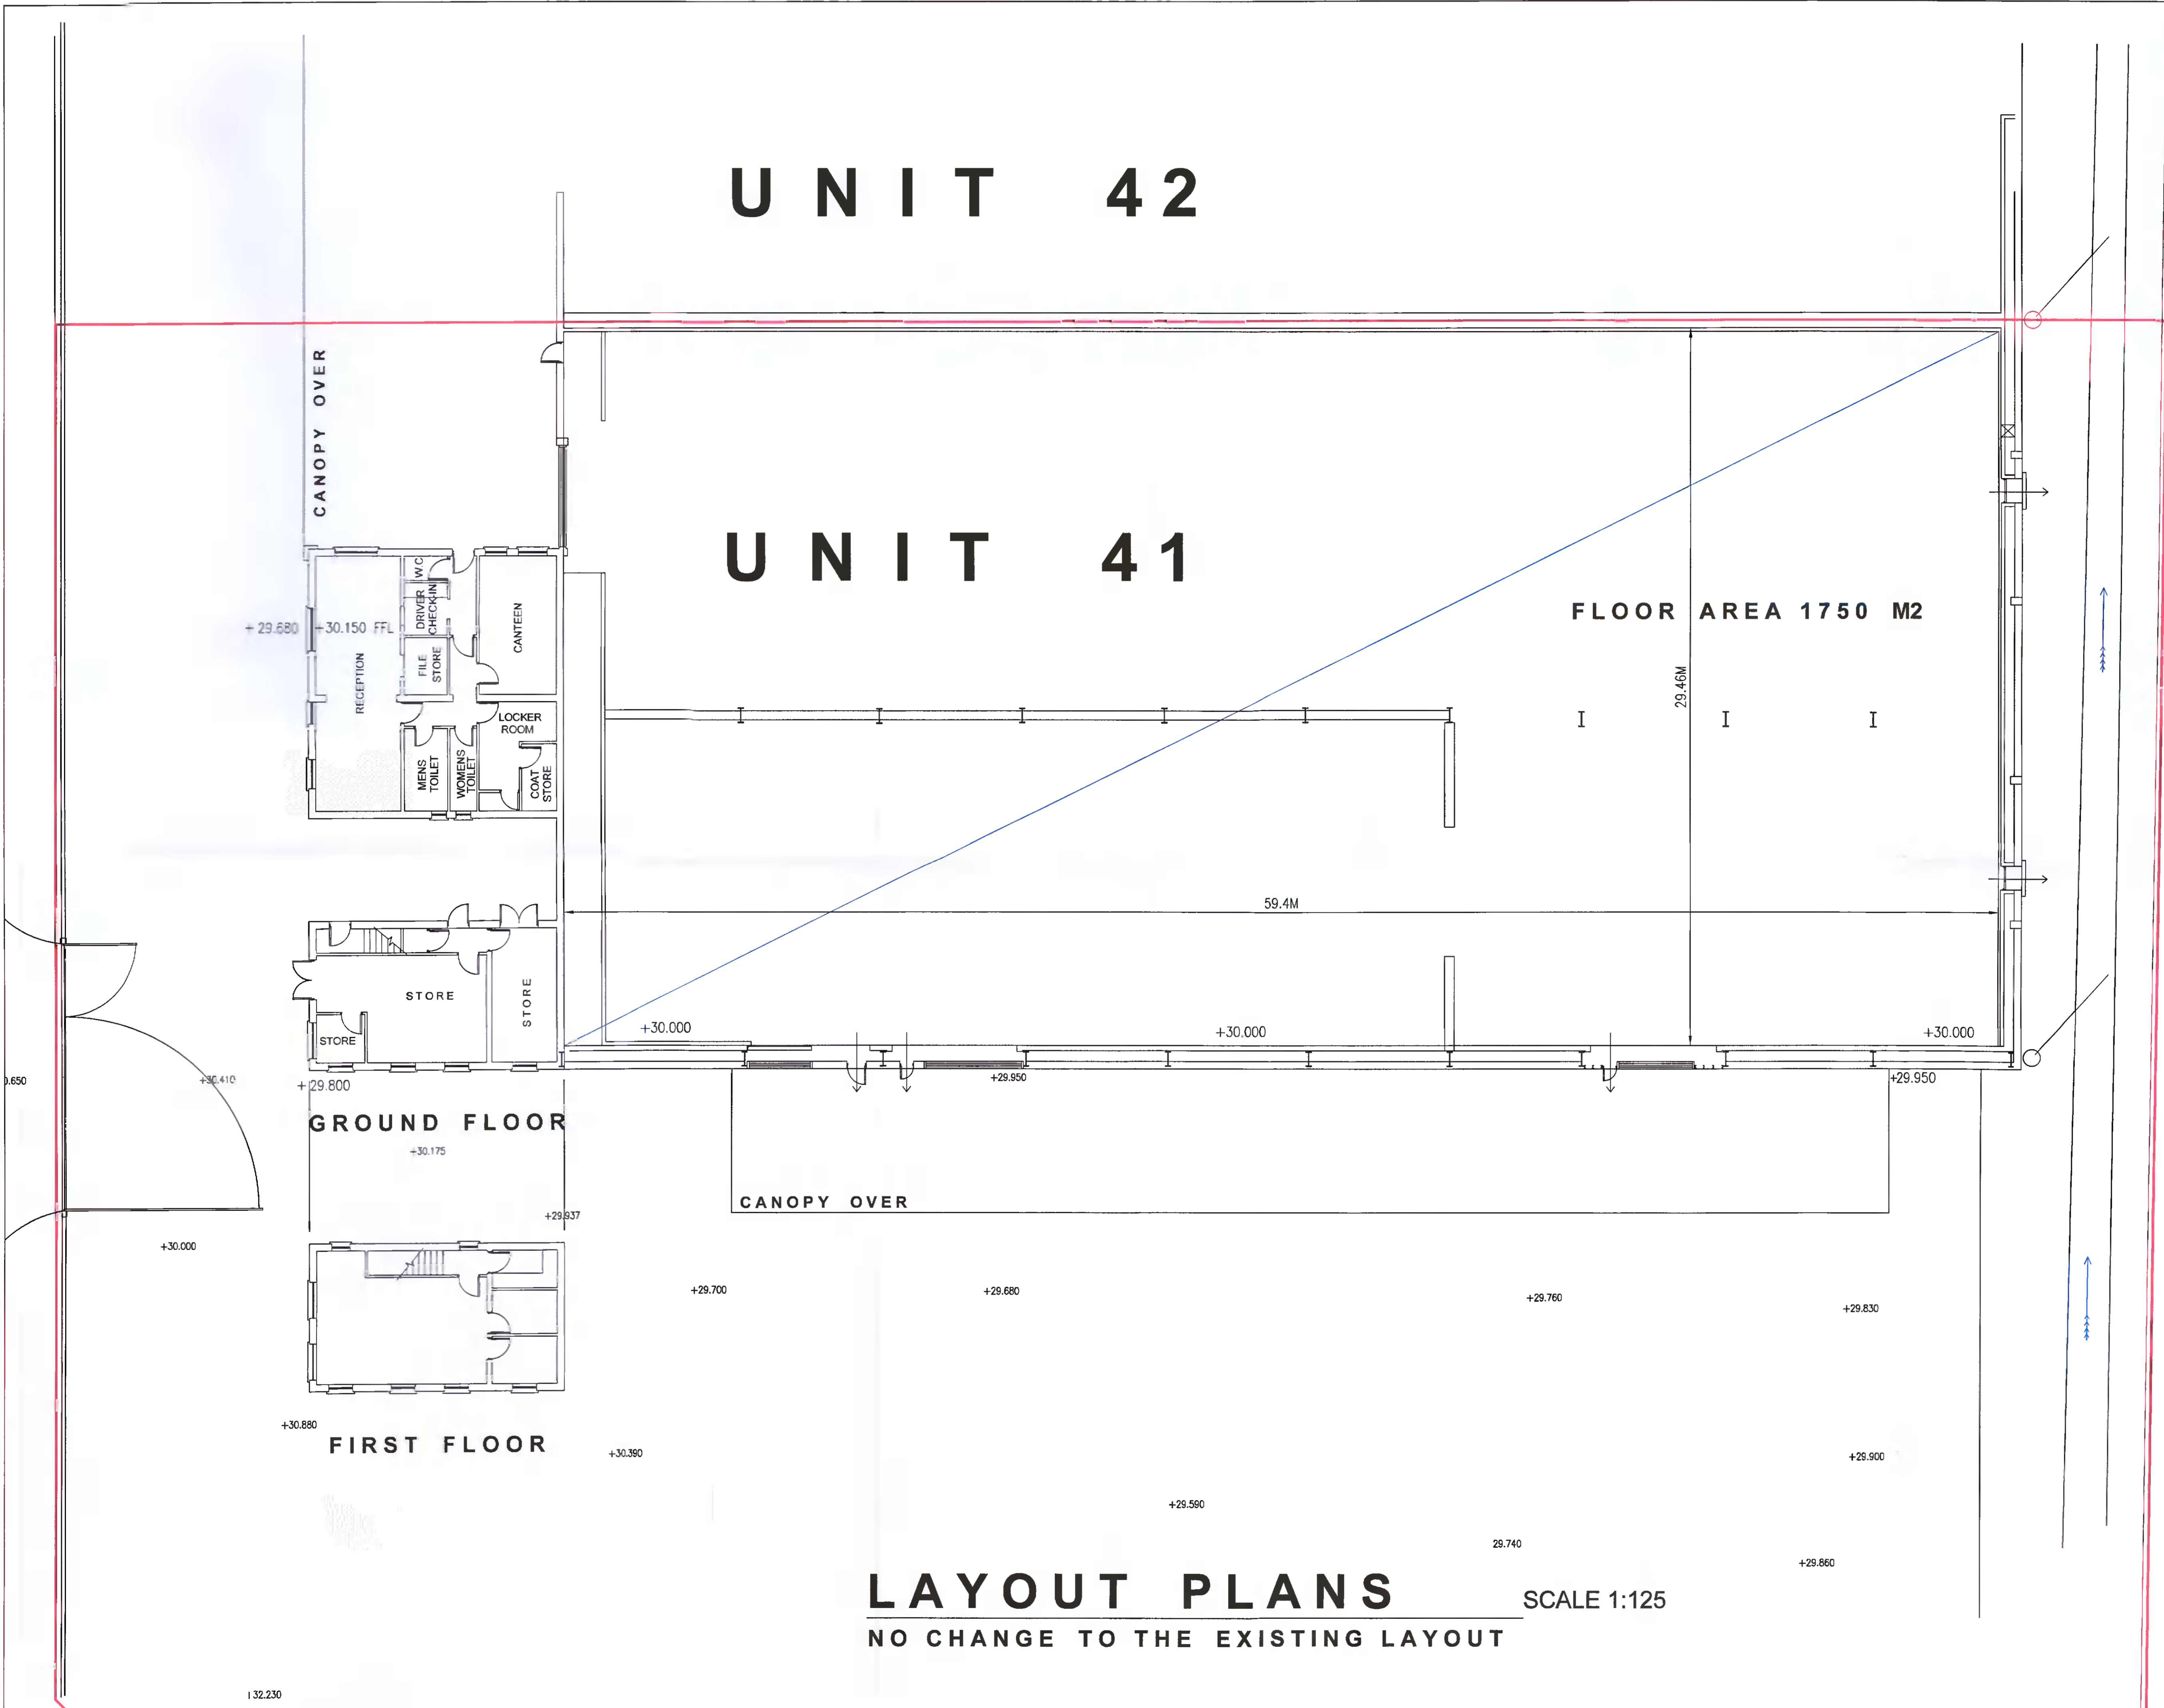 UNIT 42
CANOPY OVER
UNIT 41
FLOOR AREA 1750 M2
W.C
DRIVER
CHECK-IN
CANTEEN
+ 29.680
+30.150 FFL
FILE
STORE
RECEPTION
29.46M
LOCKER
ROOM
MENS
TOILET
WOMENS
TOILET
COAT
STORE
59.4M
STORE
STORE
STORE
+30.000
+30.000
+30.000
+30.410
+29.800
+29.950
+29.950
GROUND FLOOR
+30.175
CANOPY OVER
+29.937
+30.000
+29.700
+29.680
+29.760
+29.830
+30.880
FIRST FLOOR
+30.390
+29.900
+29.590
29.740
+29.860
LAYOUT PLANS
SCALE 1:125
NO CHANGE TO THE EXISTING LAYOUT
32.230